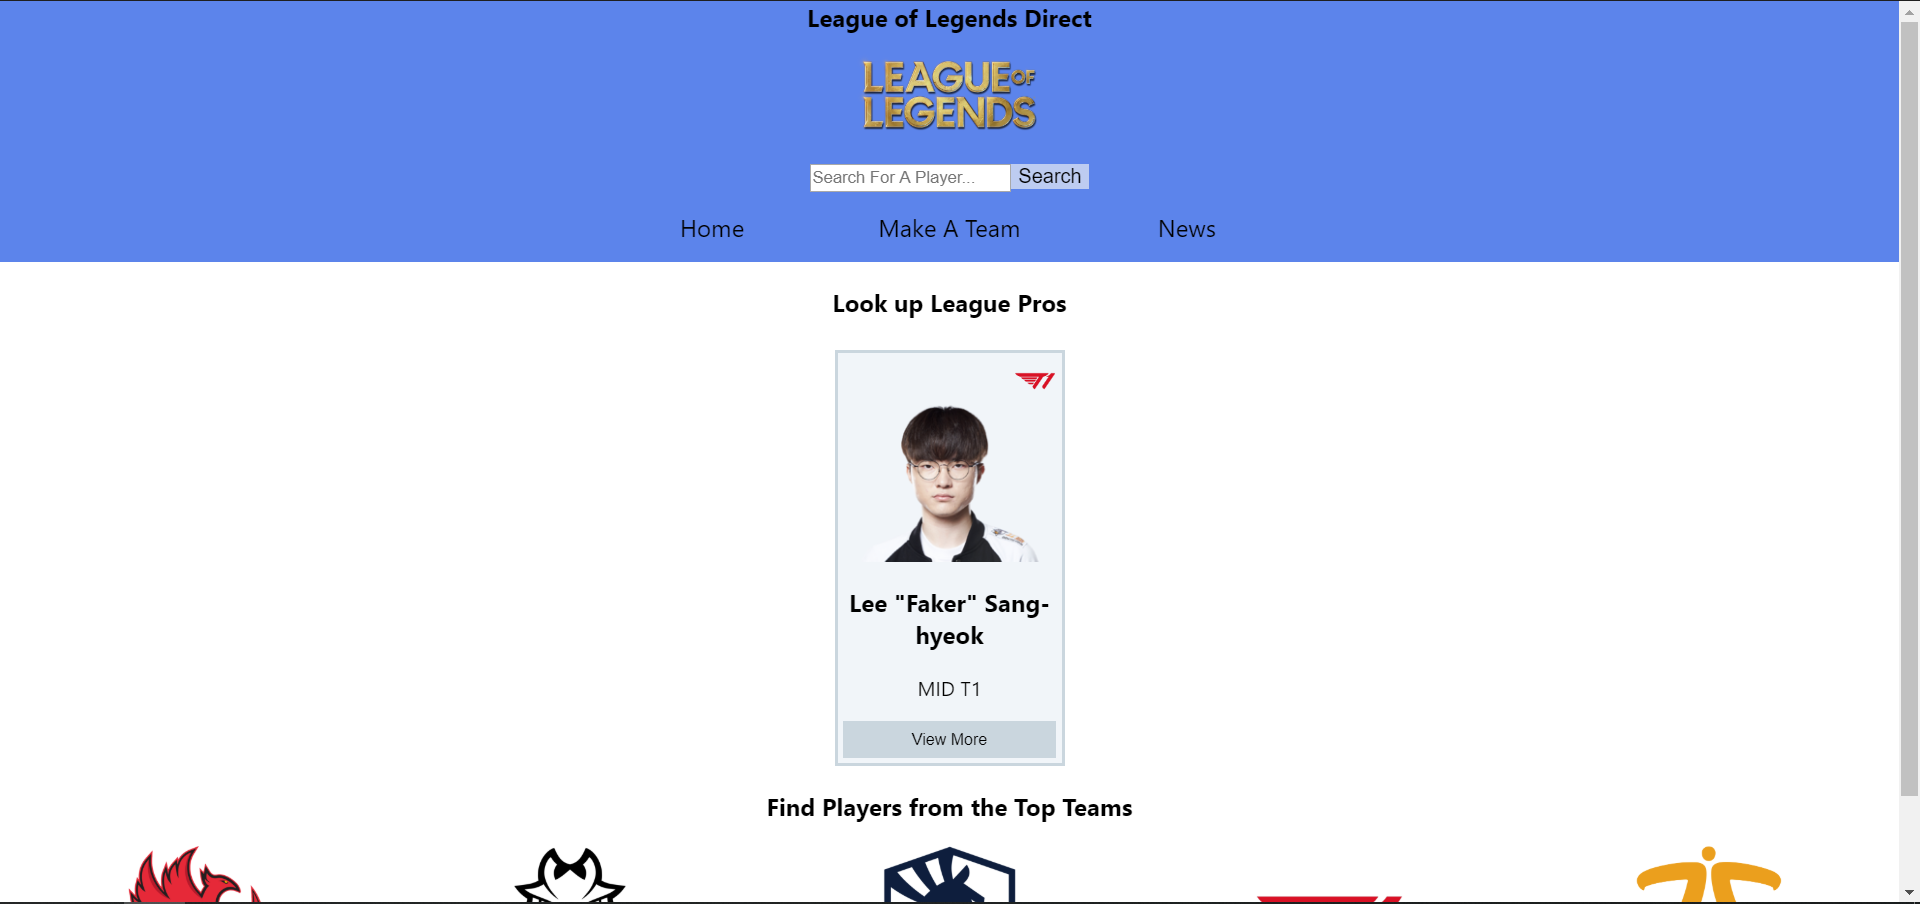 League of Legends Direct
LEAGUE OF
LEGENDS
Search For A Player... Search
Home Make A Team News
Look up League Pros
T1
Lee "Faker" Sang-
hyeok
MID T1
View More
Find Players from the Top Teams